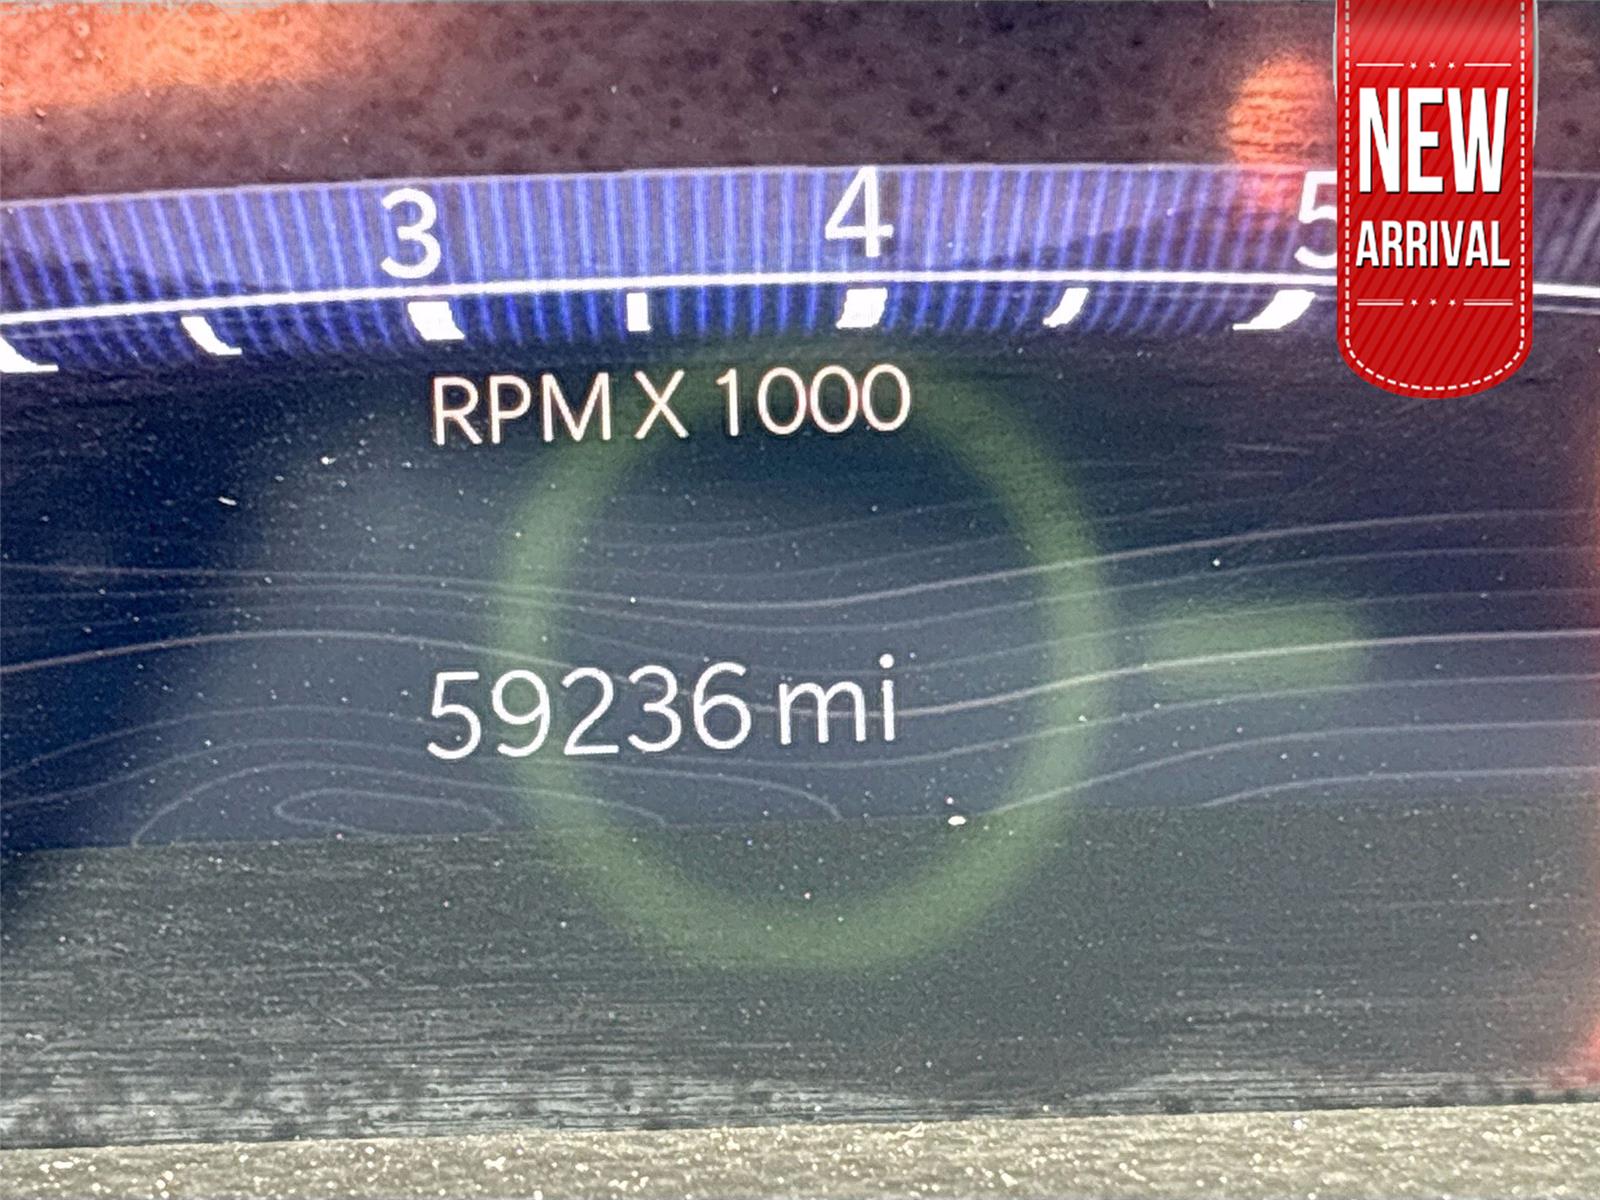 NEW
ARRIVAL
3 4 5
RPM X 1000
59236 mi